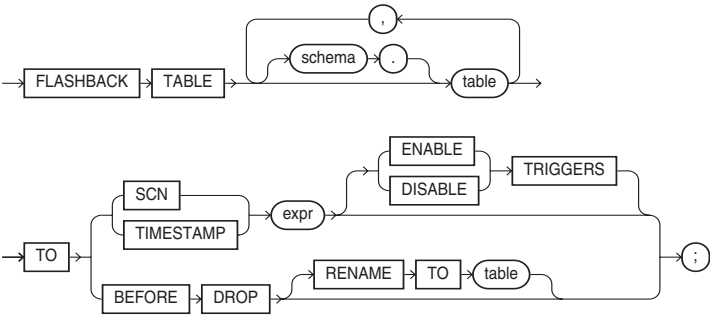 ,
schema .
FLASHBACK TABLE table
ENABLE
SCN DISABLE TRIGGERS
TIMESTAMP expr
TO ;
BEFORE DROP RENAME TO table